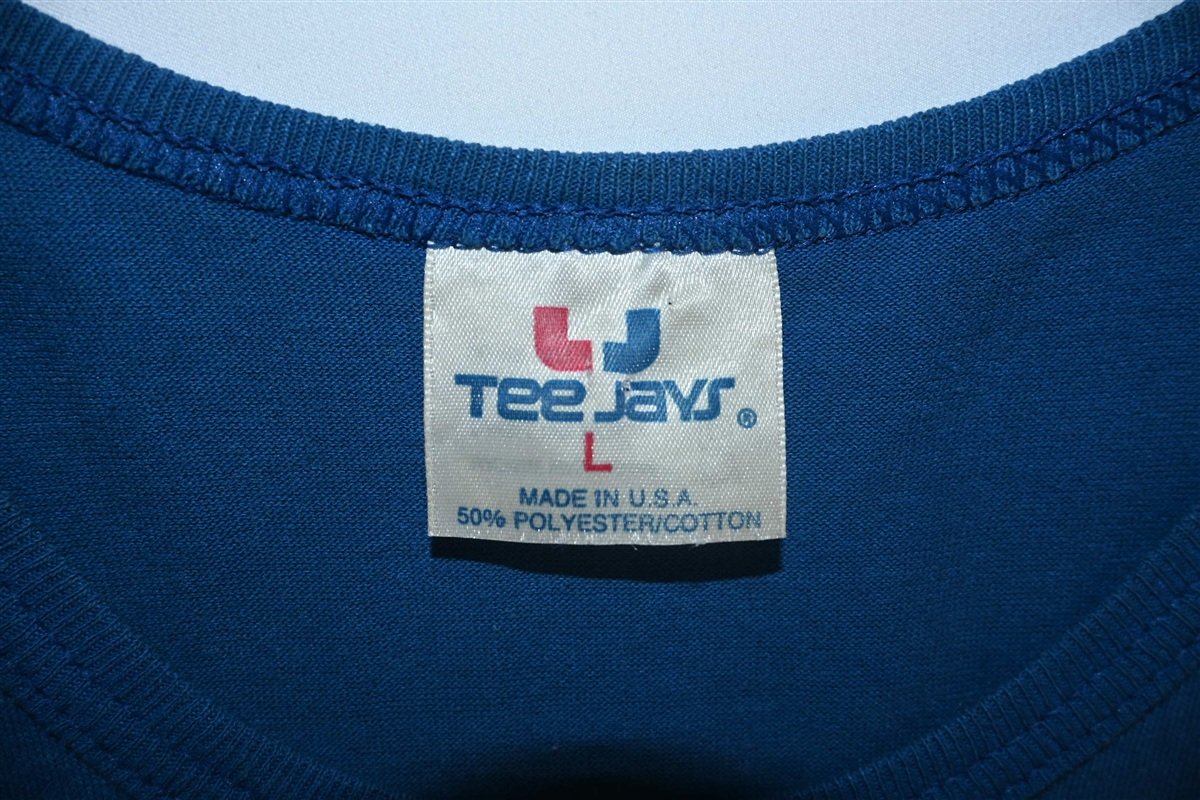 Tee Jays ®
L
MADE IN U.S.A.
50% POLYESTER/COTTON